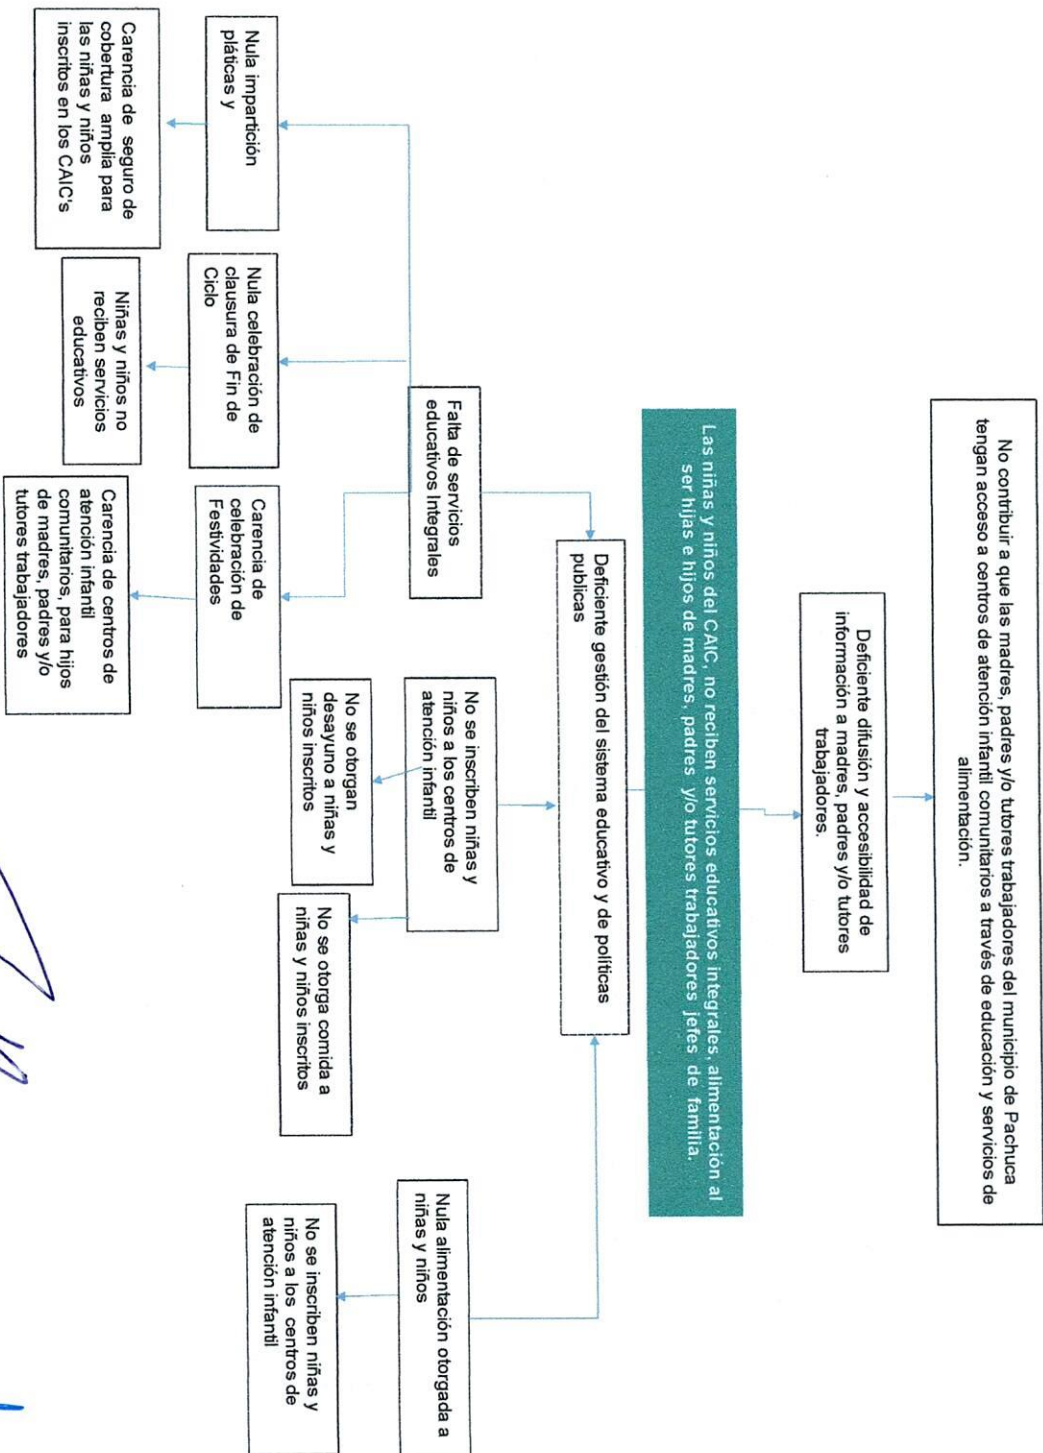 No contribuir a que las madres, padres y/o tutores trabajadores del municipio de Pachuca
tengan acceso a centros de atención infantil comunitarios a través de educación y servicios de
alimentación.
Deficiente difusión y accesibilidad de
información a madres, padres y/o tutores
trabajadores.
Las niñas y niños del CAIC, no reciben servicios educativos integrales, alimentación al
ser hijas e hijos de madres, padres y/o tutores trabajadores jefes de familia.
Deficiente gestión del sistema educativo y de políticas
publicas
Falta de servicios
educativos Integrales
No se inscriben niñas y
niños a los centros de
atención infantil
Nula alimentación otorgada a
niñas y niños
Nula impartición
pláticas y
Nula celebración de
clausura de Fin de
Ciclo
Carencia de
celebración de
Festividades
No se otorgan
desayuno a niñas y
niños inscritos
No se otorga comida a
niñas y niños inscritos
No se inscriben niñas y
niños a los centros de
atención infantil
Carencia de seguro de
cobertura amplia para
las niñas y niños
inscritos en los CAIC's
Niñas y niños no
reciben servicios
educativos
Carencia de centros de
atención infantil
comunitarios, para hijos
de madres, padres y/o
tutores trabajadores